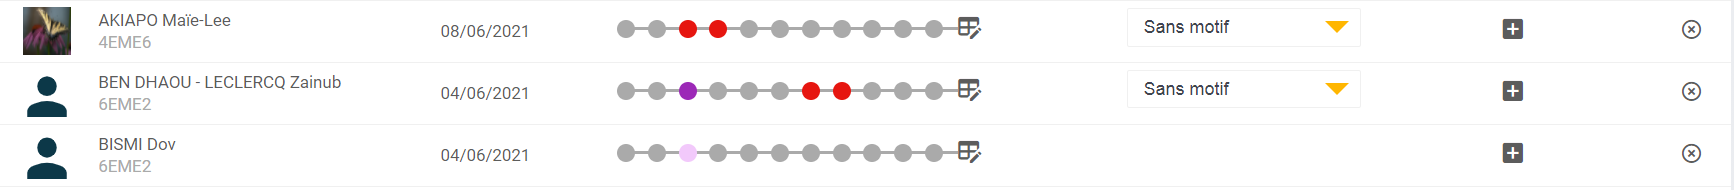 AKIAPO Maïe-Lee
4EME6
08/06/2021
Sans motif
BEN DHAOU - LECLERCQ Zainub
6EME2
04/06/2021
Sans motif
BISMI Dov
6EME2
04/06/2021